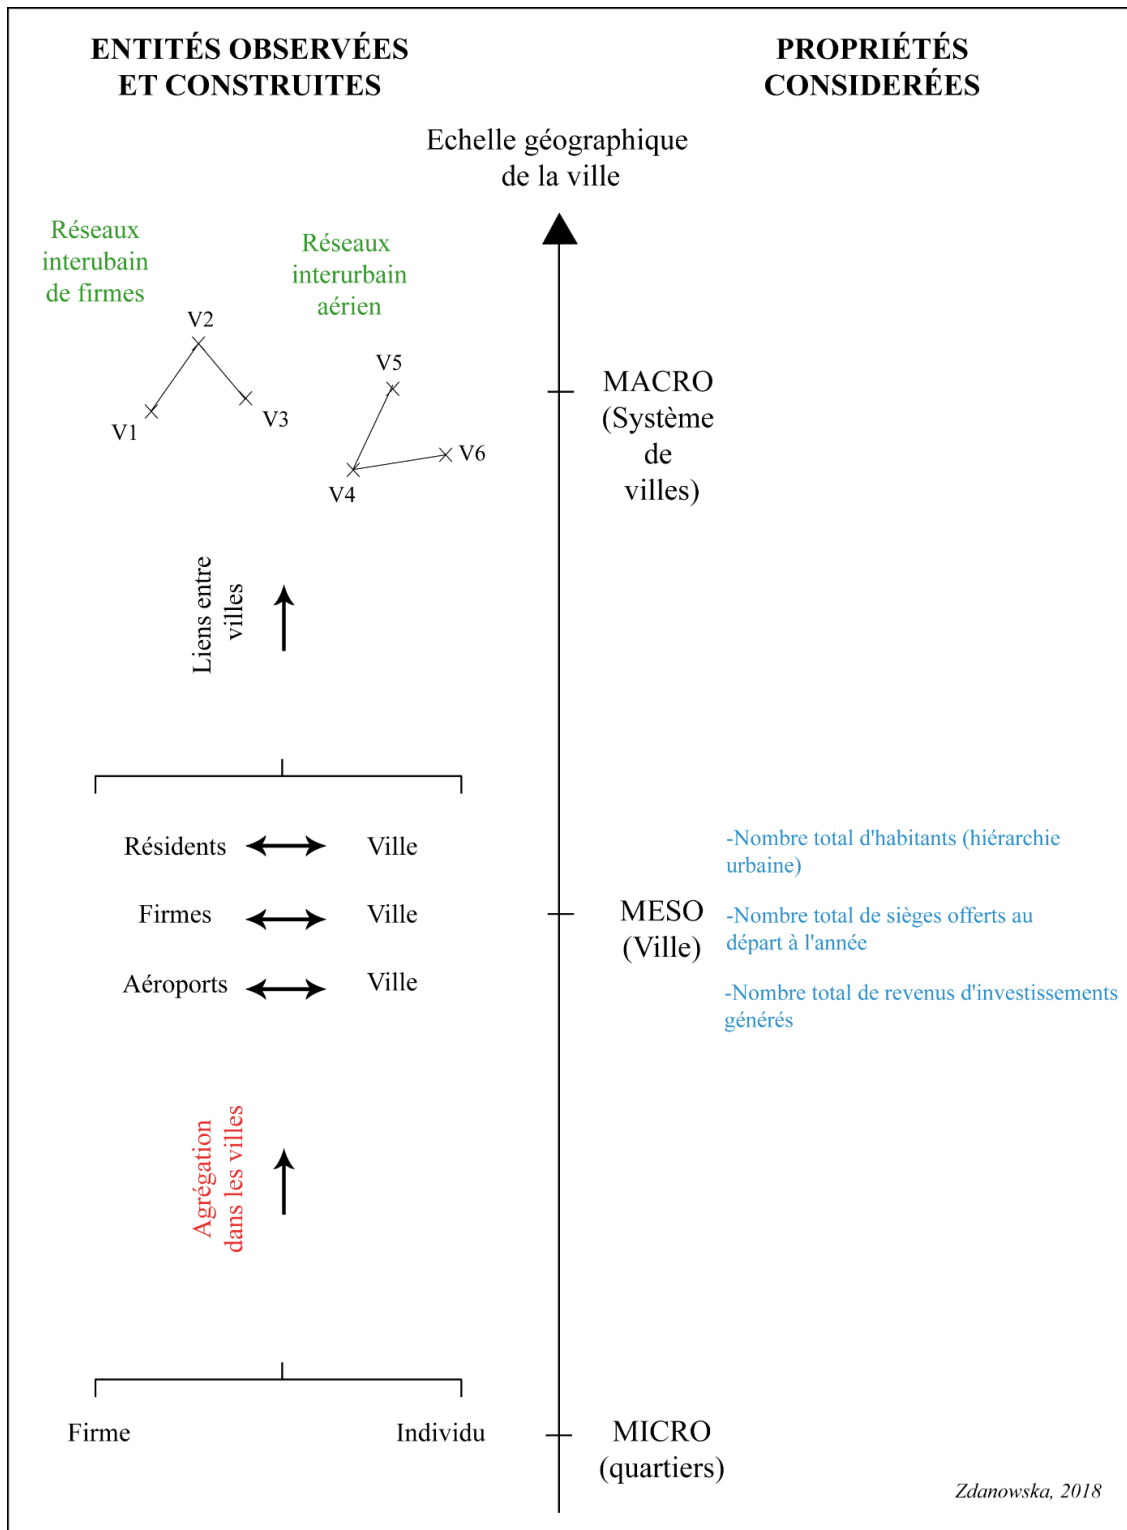 ENTITÉS OBSERVÉES
ET CONSTRUITES
PROPRIÉTÉS
CONSIDERÉES
Echelle géographique
de la ville
Réseaux
interubain
de firmes
Réseaux
interurbain
aérien
V2
V1
V3
V5
V6
V4
MACRO
(Système
de
villes)
Liens entre
villes
Résidents
Ville
Firmes
Ville
Aéroports
Ville
MESO
(Ville)
-Nombre total d'habitants (hiérarchie
urbaine)
-Nombre total de sièges offerts au
départ à l'année
-Nombre total de revenus d'investissements
générés
Agrégation
dans les villes
Firme
Individu
MICRO
(quartiers)
Zdanowska, 2018